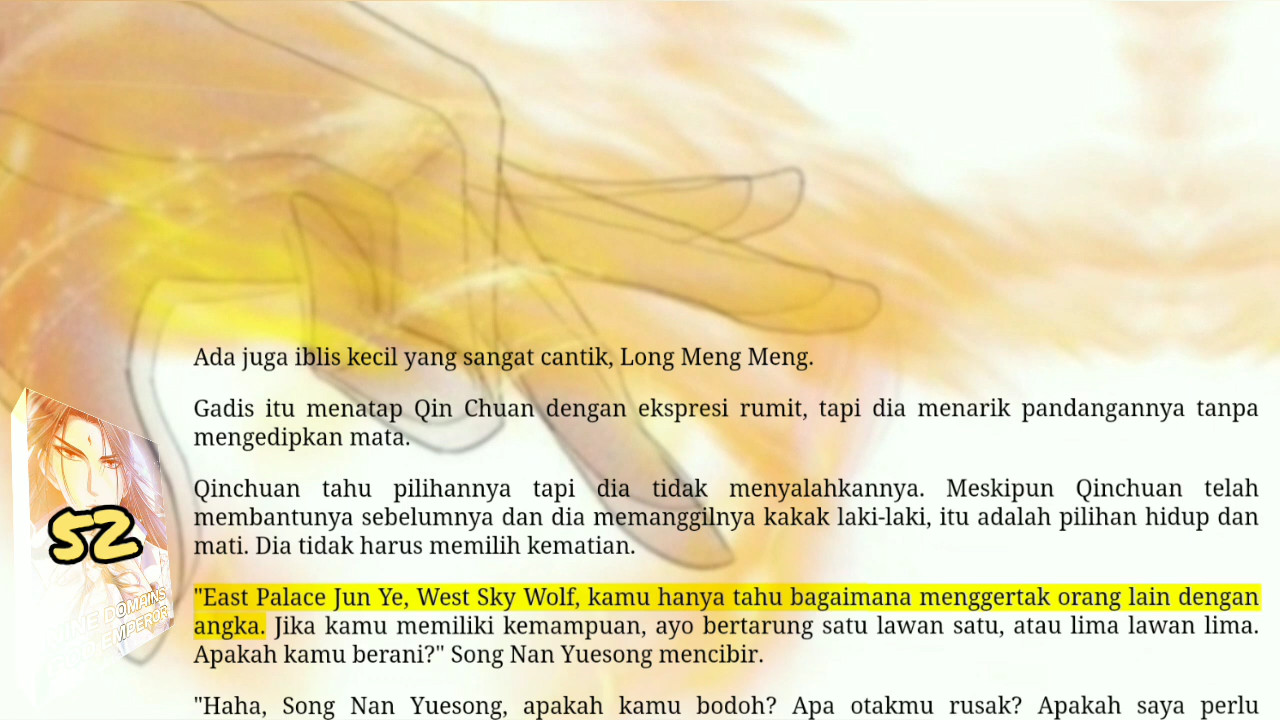 Ada juga iblis kecil yang sangat cantik, Long Meng Meng.
Gadis itu menatap Qin Chuan dengan ekspresi rumit, tapi dia menarik pandangannya tanpa
mengedipkan mata.
Qinchuan tahu pilihannya tapi dia tidak menyalahkannya. Meskipun Qinchuan telah
membantunya sebelumnya dan dia memanggilnya kakak laki-laki, itu adalah pilihan hidup dan
mati. Dia tidak harus memilih kematian.
"East Palace Jun Ye, West Sky Wolf, kamu hanya tahu bagaimana menggertak orang lain dengan
angka. Jika kamu memiliki kemampuan, ayo bertarung satu lawan satu, atau lima lawan lima.
Apakah kamu berani?" Song Nan Yuesong mencibir.
"Haha, Song Nan Yuesong, apakah kamu bodoh? Apa otakmu rusak? Apakah saya perlu
52
DOMAINS
EMPEROR